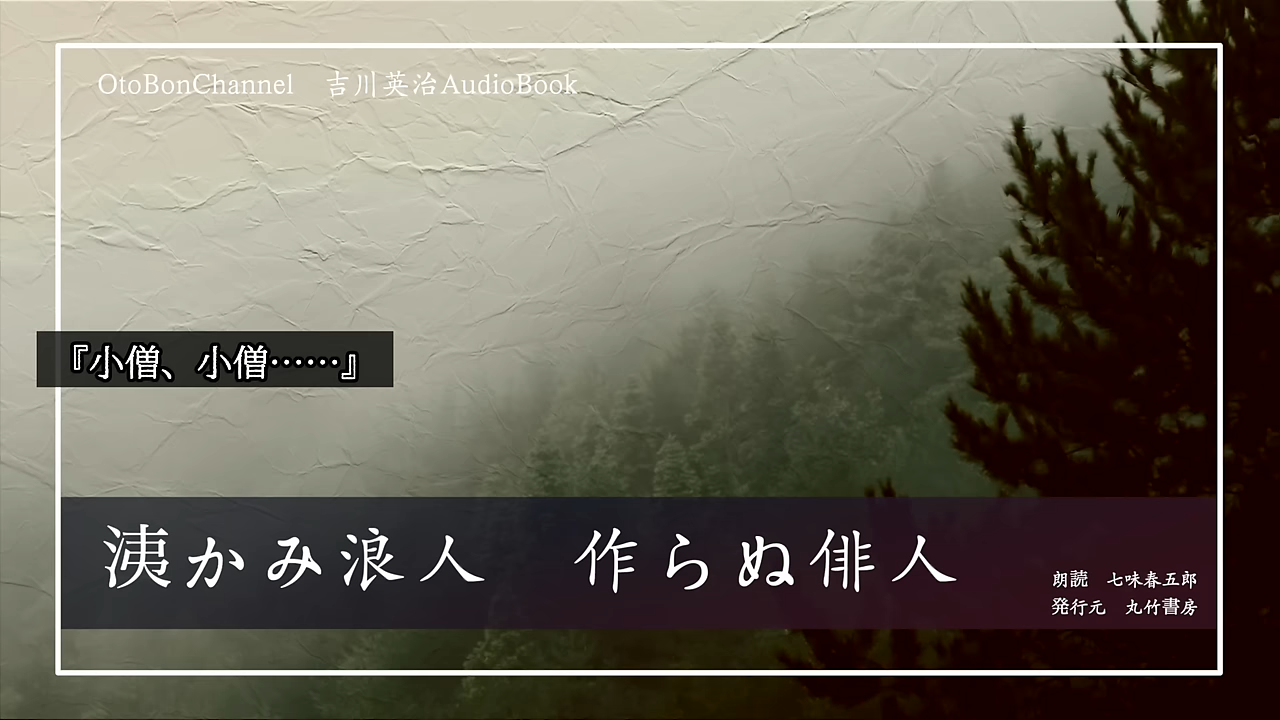 OtoBonChannel　吉川英治AudioBook
『小僧、小僧……』
洟かみ浪人　作らぬ俳人
朗読　七味春五郎
発行元　丸竹書房